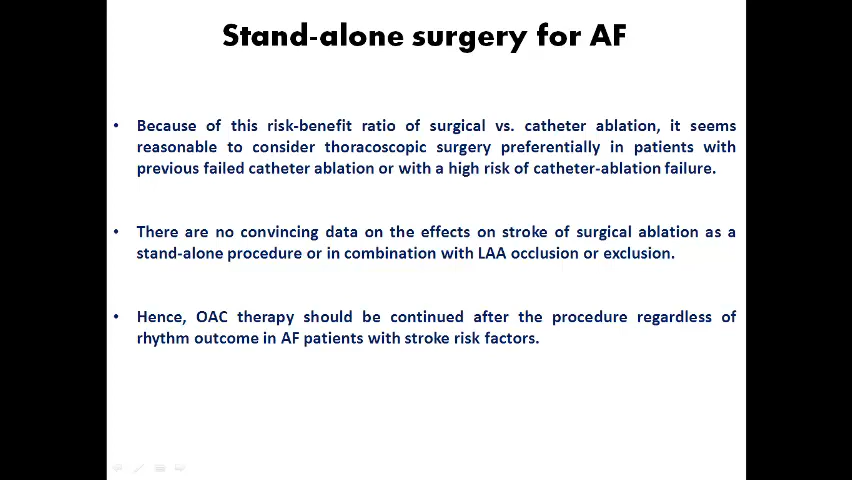 Stand-alone surgery for AF
• Because of this risk-benefit ratio of surgical vs. catheter ablation, it seems
reasonable to consider thoracoscopic surgery preferentially in patients with
previous failed catheter ablation or with a high risk of catheter-ablation failure.
• There are no convincing data on the effects on stroke of surgical ablation as a
stand-alone procedure or in combination with LAA occlusion or exclusion.
• Hence, OAC therapy should be continued after the procedure regardless of
rhythm outcome in AF patients with stroke risk factors.